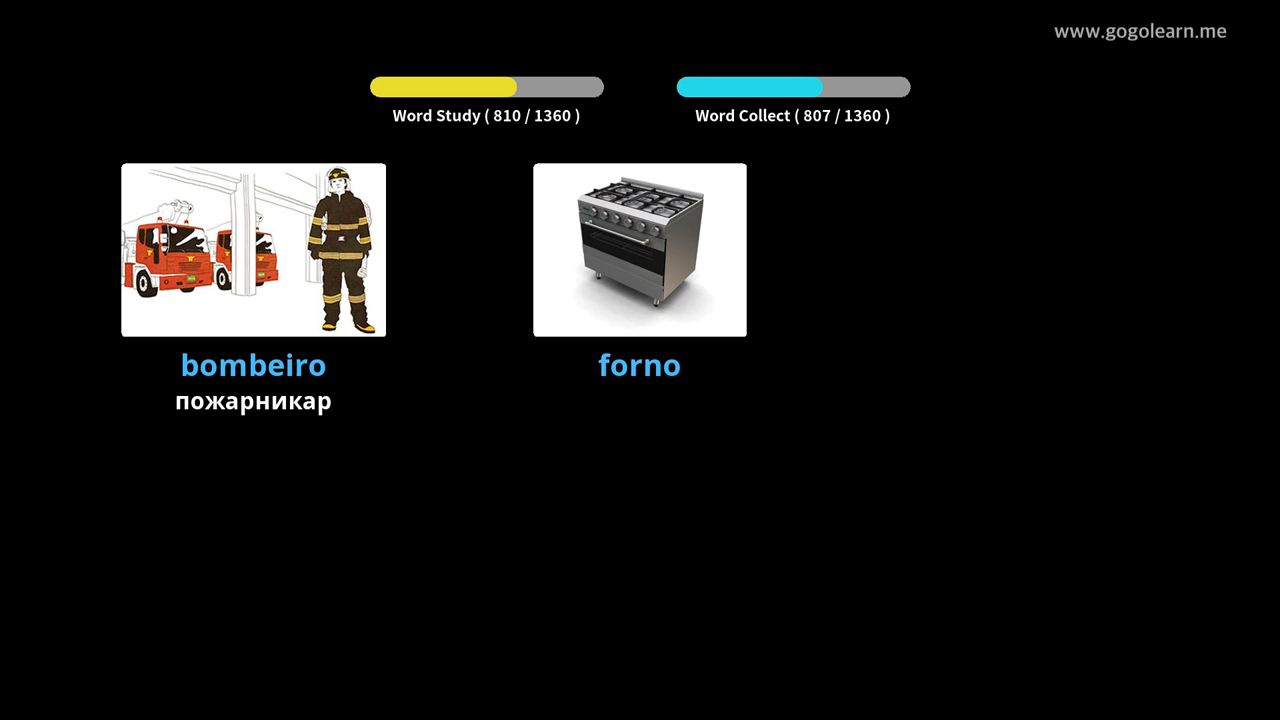 www.gogolearn.me
Word Study ( 810 / 1360 )
Word Collect ( 807 / 1360 )
bombeiro
forno
пожарникар